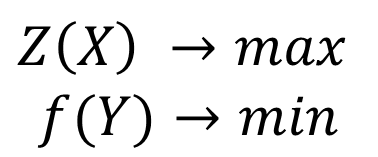 Z(X) → max
f(Y) → min